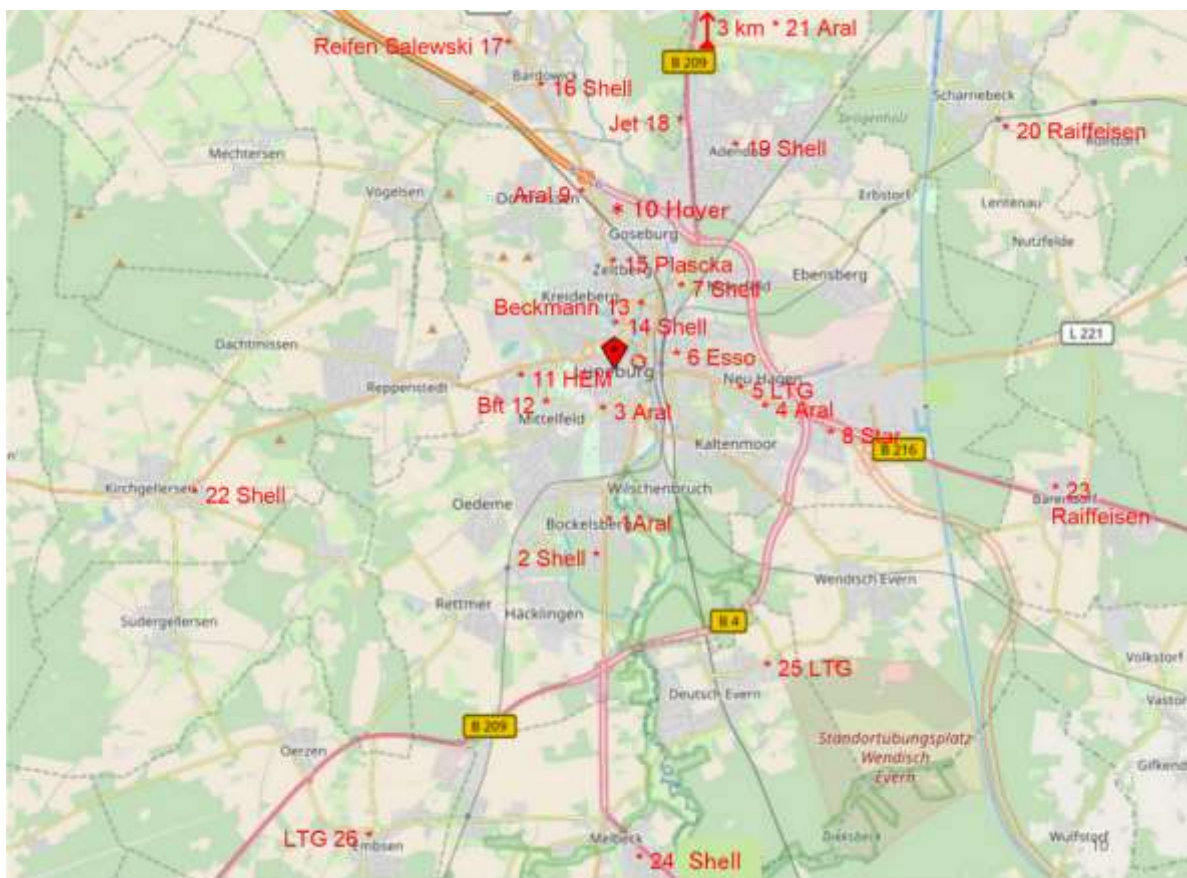 3 km * 21 Aral
Reifen Salewski 17*
B 209
Bardowick
* 16 Shell
Scharnebeck
Jet 18 *
* 20 Raiffeisen
* 19 Shell
Mechtersen
Vögelsen
Aral 9 *
Erbstorf
Lentenau
* 10 Hoyer
Goseburg
Nutzfelde
* 15 Plascka
Zeltberg
Ebensberg
* 7 Shell
Kreideberg
Beckmann 13 *
* 14 Shell
L 221
Dachtmissen
* 6 Esso
Lüneburg
Reppenstedt
* 11 HEM
Neu Hagen
* 5 LTG
Bft 12 *
* 3 Aral
* 4 Aral
Mittelfeld
* 8 Star
Kaltenmoor
B 216
Kirchgellersen
* 22 Shell
Wilschenbruch
* 23
Raiffeisen
Barendorf
Oedeme
Bockelsberg
* 1Aral
2 Shell *
Wendisch Evern
Rettmer
Häcklingen
Südergellersen
B 4
Volkstorf
* 25 LTG
Deutsch Evern
Vastorf
B 209
Oerzen
Standortübungsplatz
Wendisch
Evern
LTG 26 *
Embsen
Melbeck
Dieksbeck
Wulfstorf
10
* 24 Shell